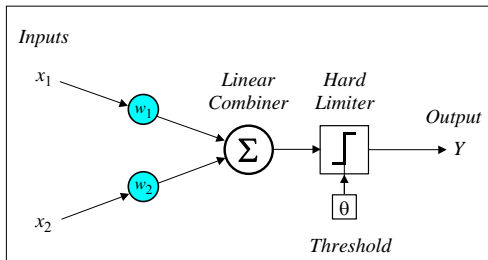 Inputs
x1
w1
Linear
Combiner
Σ
Hard
Limiter
Output
Y
w2
x2
θ
Threshold